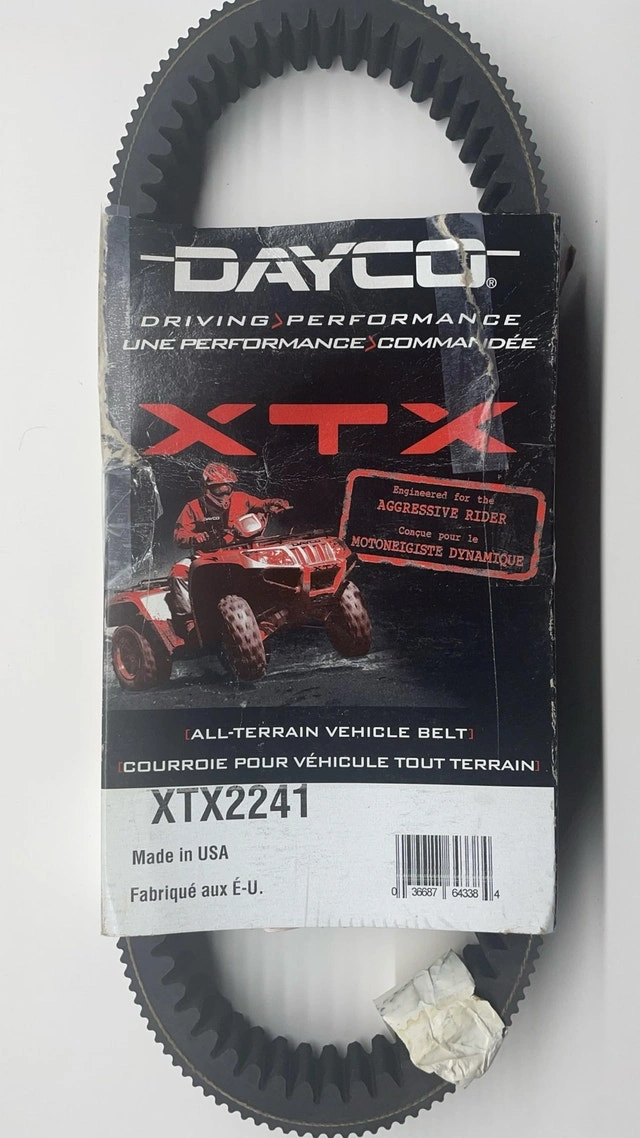 DAYCO®
DRIVING>PERFORMANCE
UNE PERFORMANCE>COMMANDÉE
XTX
Engineered for the
AGGRESSIVE RIDER
Conçue pour le
MOTONEIGISTE DYNAMIQUE
DAYCO
[ALL-TERRAIN VEHICLE BELT]
[COURROIE POUR VÉHICULE TOUT TERRAIN]
XTX2241
Made in USA
Fabriqué aux É-U.
0 36687 64338 4